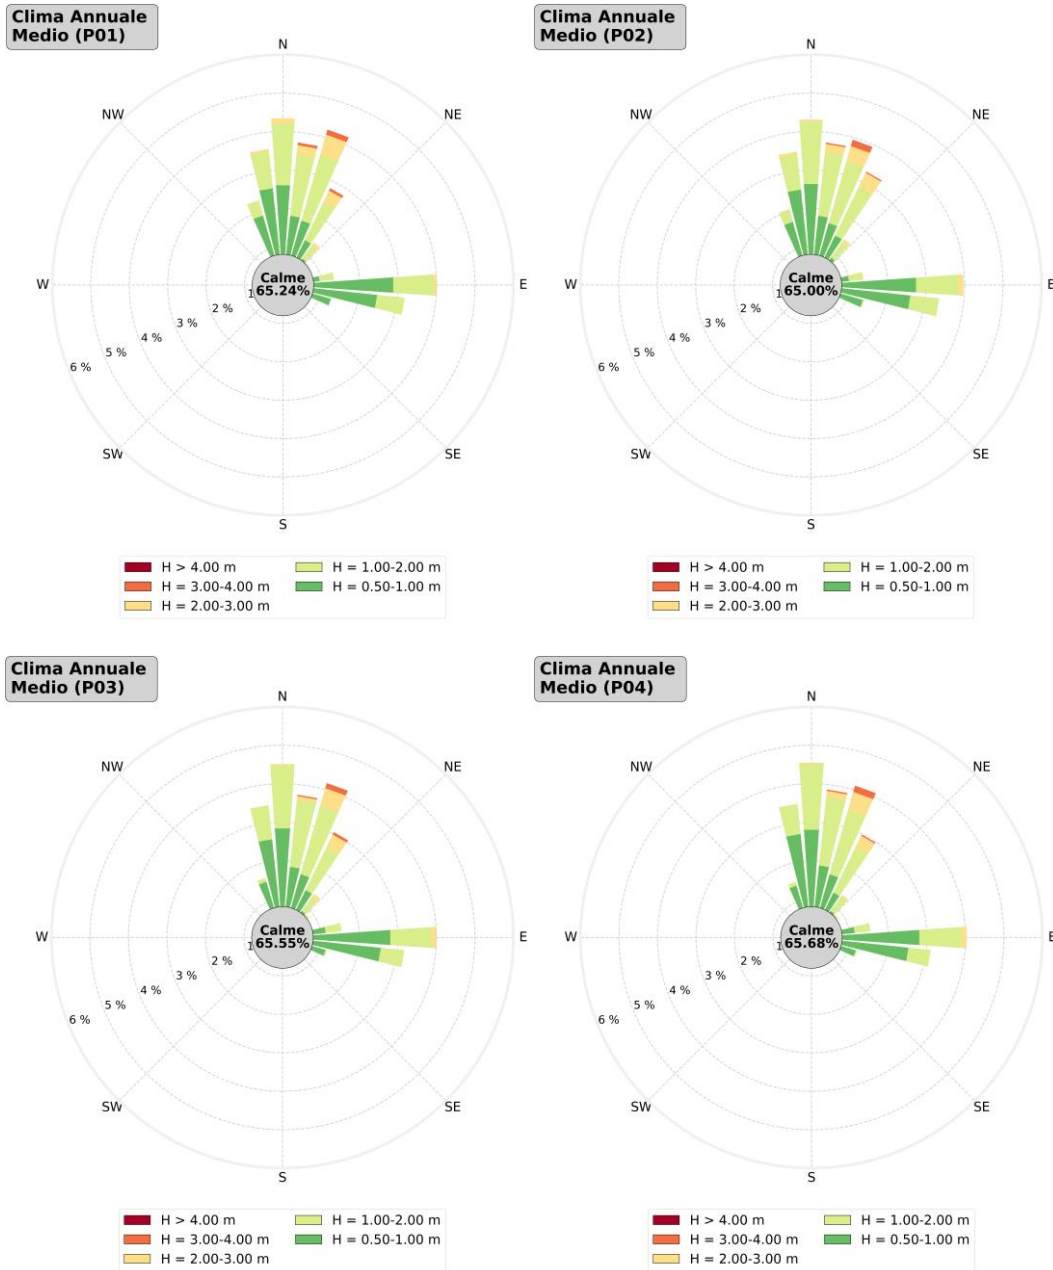 Clima Annuale
Medio (P01)
N
NW
NE
W
E
Calme
65.24%
1
2 %
3 %
4 %
5 %
6 %
SW
SE
S
H > 4.00 m
H = 3.00-4.00 m
H = 2.00-3.00 m
H = 1.00-2.00 m
H = 0.50-1.00 m
Clima Annuale
Medio (P02)
N
NW
NE
W
E
Calme
65.00%
1
2 %
3 %
4 %
5 %
6 %
SW
SE
S
H > 4.00 m
H = 3.00-4.00 m
H = 2.00-3.00 m
H = 1.00-2.00 m
H = 0.50-1.00 m
Clima Annuale
Medio (P03)
N
NW
NE
W
E
Calme
65.55%
1
2 %
3 %
4 %
5 %
6 %
SW
SE
S
H > 4.00 m
H = 3.00-4.00 m
H = 2.00-3.00 m
H = 1.00-2.00 m
H = 0.50-1.00 m
Clima Annuale
Medio (P04)
N
NW
NE
W
E
Calme
65.68%
1
2 %
3 %
4 %
5 %
6 %
SW
SE
S
H > 4.00 m
H = 3.00-4.00 m
H = 2.00-3.00 m
H = 1.00-2.00 m
H = 0.50-1.00 m